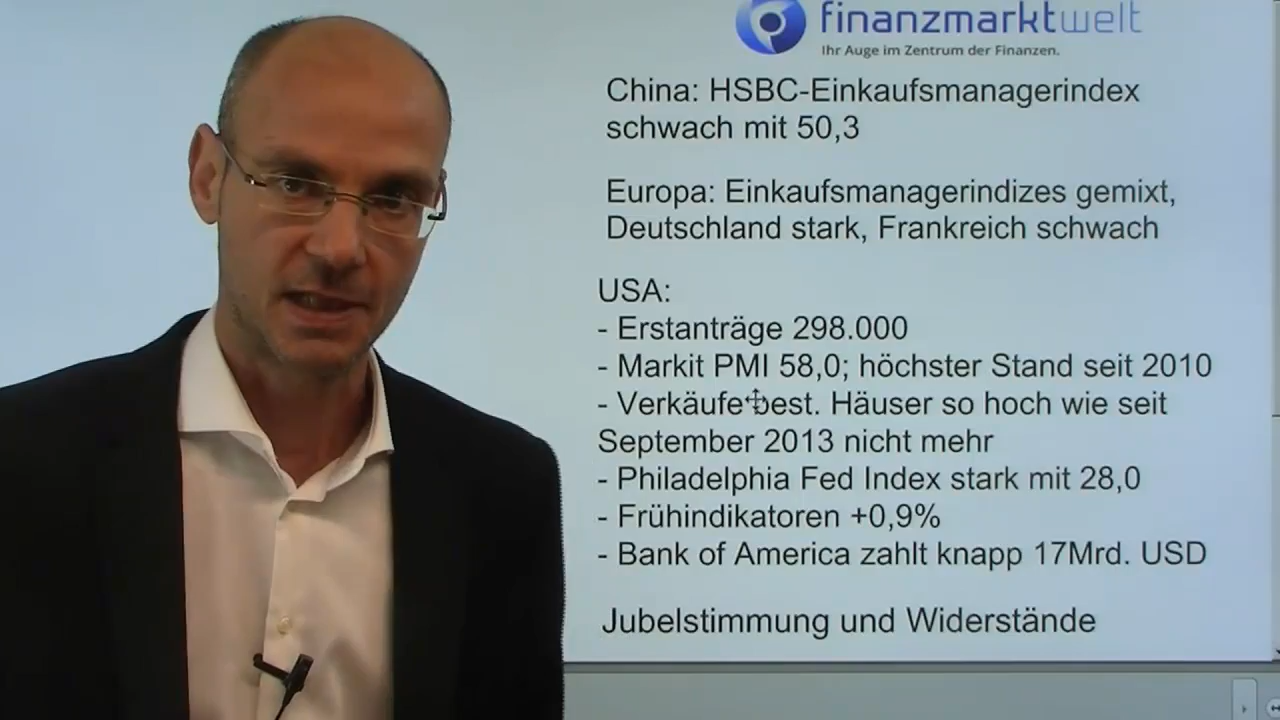 finanzmarktwelt
Ihr Auge im Zentrum der Finanzen.
China: HSBC-Einkaufsmanagerindex
schwach mit 50,3
Europa: Einkaufsmanagerindizes gemixt,
Deutschland stark, Frankreich schwach
USA:
- Erstanträge 298.000
- Markit PMI 58,0; höchster Stand seit 2010
- Verkäufe best. Häuser so hoch wie seit
September 2013 nicht mehr
- Philadelphia Fed Index stark mit 28,0
- Frühindikatoren +0,9%
- Bank of America zahlt knapp 17Mrd. USD
Jubelstimmung und Widerstände